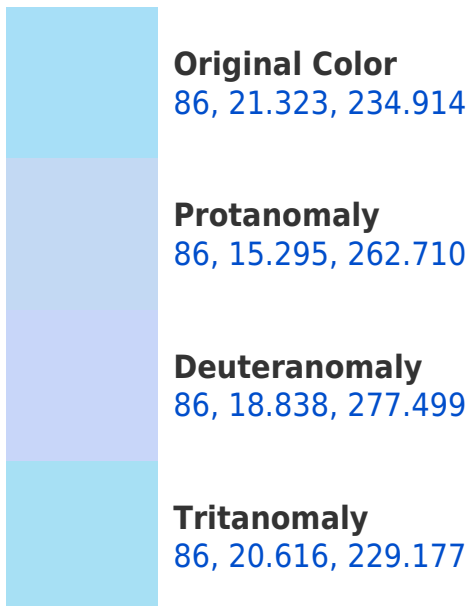 Original Color
86, 21.323, 234.914
Protanomaly
86, 15.295, 262.710
Deuteranomaly
86, 18.838, 277.499
Tritanomaly
86, 20.616, 229.177